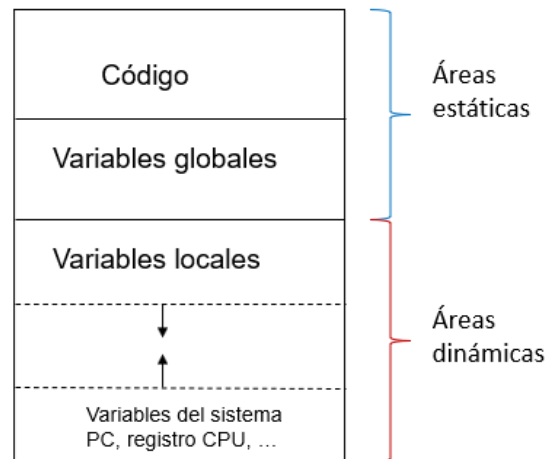 Código
Variables globales
Variables locales
Variables del sistema
PC, registro CPU, ...
Áreas
estáticas
Áreas
dinámicas